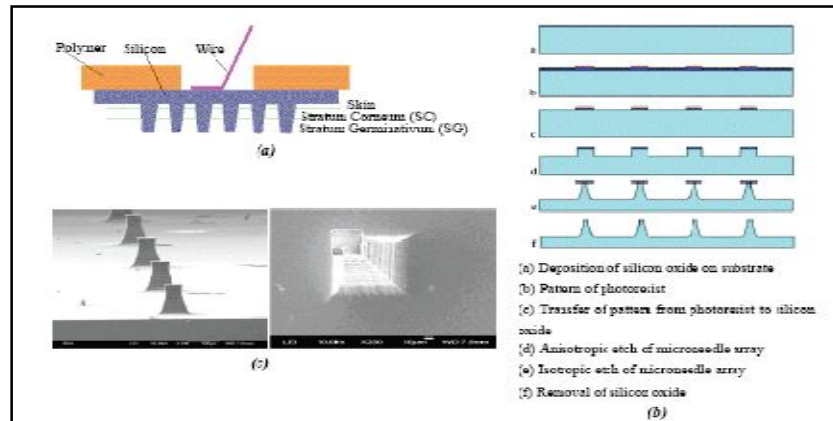 Polymer
Silicon
Wire
Skin
Stratum Corneum (SC)
Stratum Germinativum (SG)
(a)
(c)
10μm
a
b
c
d
e
f
(a) Deposition of silicon oxide on substrate
(b) Pattern of photoresist
(c) Transfer of pattern from photoresist to silicon
oxide
(d) Anisotropic etch of microneedle array
(e) Isotropic etch of microneedle array
(f) Removal of silicon oxide
(b)